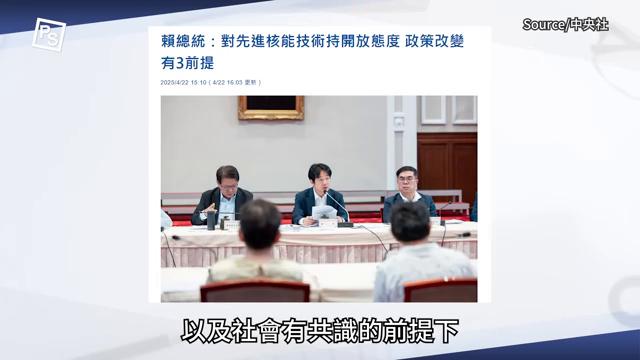 PS
Source/中央社
賴總統：對先進核能技術持開放態度 政策改變
有3前提
2025/4/22 15:10（4/22 16:03 更新）
以及社會有共識的前提下